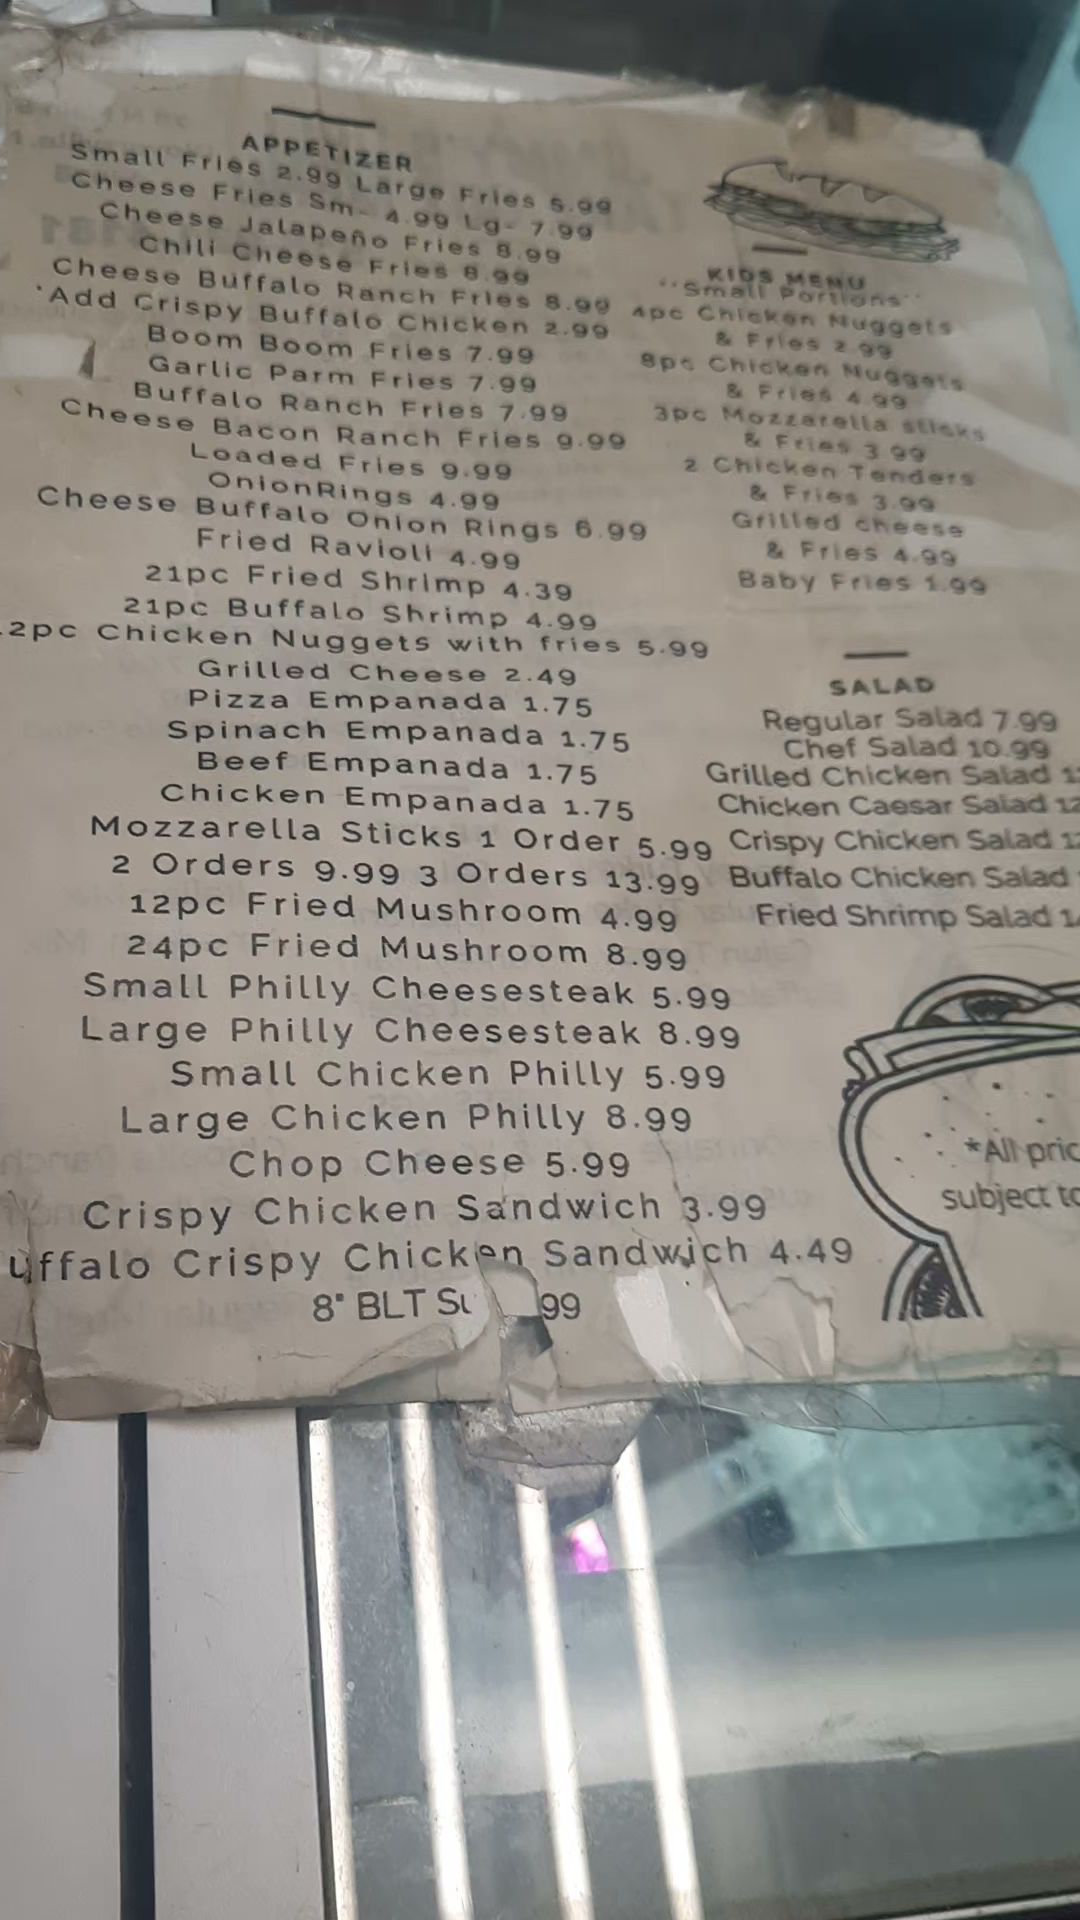 APPETIZER
Small Fries 2.99 Large Fries 5.99
Cheese Fries Sm- 4.99 Lg- 7.99
Cheese Jalapeño Fries 8.99
Chili Cheese Fries 8.99
Cheese Buffalo Ranch Fries 8.99
*Add Crispy Buffalo Chicken 2.99
Boom Boom Fries 7.99
Garlic Parm Fries 7.99
Buffalo Ranch Fries 7.99
Cheese Bacon Ranch Fries 9.99
Loaded Fries 9.99
OnionRings 4.99
Cheese Buffalo Onion Rings 6.99
Fried Ravioli 4.99
21pc Fried Shrimp 4.39
21pc Buffalo Shrimp 4.99
2pc Chicken Nuggets with fries 5.99
Grilled Cheese 2.49
Pizza Empanada 1.75
Spinach Empanada 1.75
Beef Empanada 1.75
Chicken Empanada 1.75
Mozzarella Sticks 1 Order 5.99
2 Orders 9.99 3 Orders 13.99
12pc Fried Mushroom 4.99
24pc Fried Mushroom 8.99
Small Philly Cheesesteak 5.99
Large Philly Cheesesteak 8.99
Small Chicken Philly 5.99
Large Chicken Philly 8.99
Chop Cheese 5.99
Crispy Chicken Sandwich 3.99
uffalo Crispy Chicken Sandwich 4.49
8" BLT Su 99
KIDS MENU
"Small Portions"
4pc Chicken Nuggets
& Fries 2.99
8pc Chicken Nuggets
& Fries 4.99
3pc Mozzarella sticks
& Fries 3.99
2 Chicken Tenders
& Fries 3.99
Grilled cheese
& Fries 4.99
Baby Fries 1.99
SALAD
Regular Salad 7.99
Chef Salad 10.99
Grilled Chicken Salad
Chicken Caesar Salad 12
Crispy Chicken Salad
Buffalo Chicken Salad
Fried Shrimp Salad
*All pric
subject to